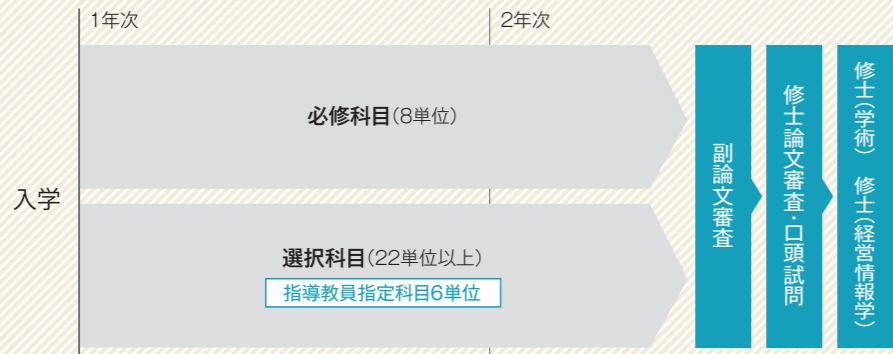 1年次
2年次
入学
必修科目(8単位)
選択科目(22単位以上)
指導教員指定科目6単位
副論文審査
修士論文審査・口頭試問
修士(学術) 修士(経営情報学)